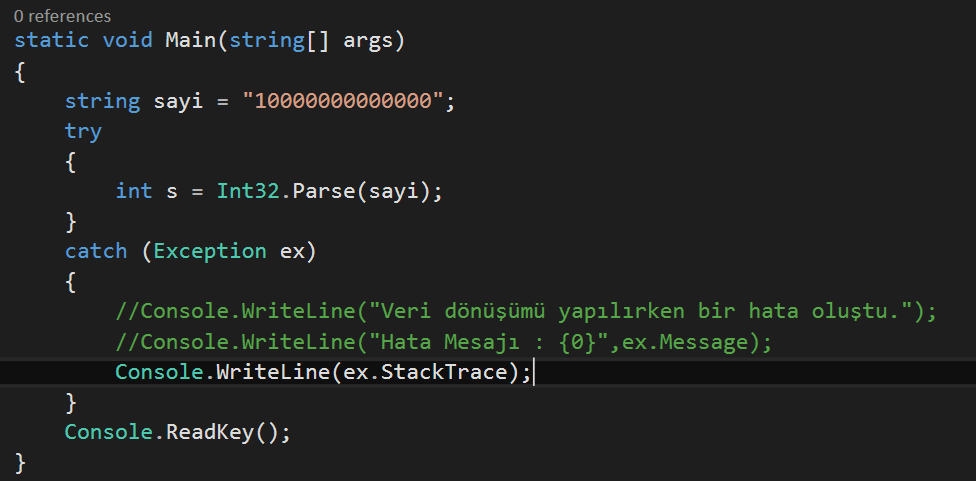 0 references
static void Main(string[] args)
{
string sayi = "10000000000000";
try
{
int s = Int32.Parse(sayi);
}
catch (Exception ex)
{
//Console.WriteLine("Veri dönüşümü yapılırken bir hata oluştu.");
//Console.WriteLine("Hata Mesajı : {0}",ex.Message);
Console.WriteLine(ex.StackTrace);
}
Console.ReadKey();
}